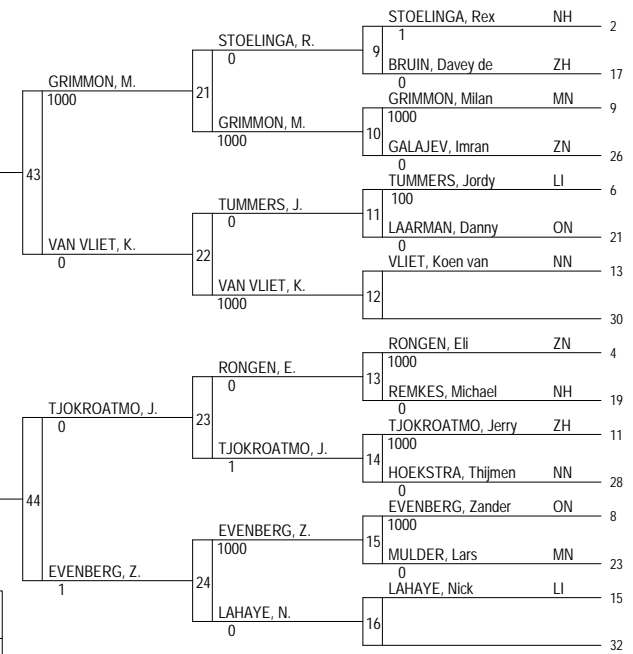 STOELINGA, Rex NH 2
1
9
BRUIN, Davey de ZH 17
0
STOELINGA, R.
0
21
GRIMMON, M.
1000
GRIMMON, Milan MN 9
1000
10
GALAJEV, Imran ZN 26
0
GRIMMON, M.
1000
43
VAN VLIET, K.
0
TUMMERS, Jordy LI 6
100
11
LAARMAN, Danny ON 21
0
TUMMERS, J.
0
22
VAN VLIET, K.
1000
VLIET, Koen van NN 13
12
30
RONGEN, Eli ZN 4
1000
13
REMKES, Michael NH 19
0
RONGEN, E.
0
23
TJOKROATMO, J.
1
TJOKROATMO, Jerry ZH 11
1000
14
HOEKSTRA, Thijmen NN 28
0
TJOKROATMO, J.
0
44
EVENBERG, Z.
1
EVENBERG, Zander ON 8
1000
15
MULDER, Lars MN 23
0
EVENBERG, Z.
1000
24
LAHAYE, N.
0
LAHAYE, Nick LI 15
16
32